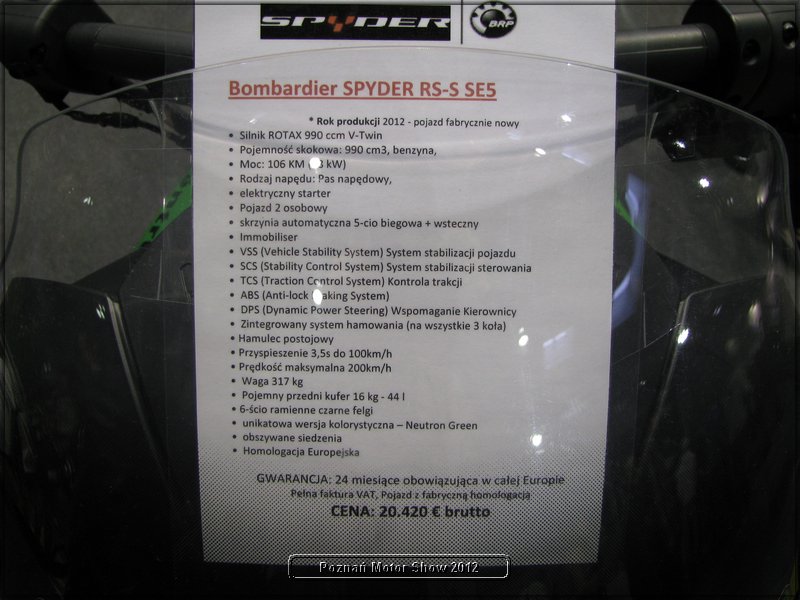 SPYDER
BRP
Bombardier SPYDER RS-S SE5
* Rok produkcji 2012 - pojazd fabrycznie nowy
• Silnik ROTAX 990 ccm V-Twin
• Pojemność skokowa: 990 cm3, benzyna,
• Moc: 106 KM kW)
• Rodzaj napędu: Pas napędowy,
• elektryczny starter
• Pojazd 2 osobowy
• skrzynia automatyczna 5-cio biegowa + wsteczny
• Immobiliser
• VSS (Vehicle Stability System) System stabilizacji pojazdu
• SCS (Stability Control System) System stabilizacji sterowania
• TCS (Traction Control System) Kontrola trakcji
• ABS (Anti-lock aking System)
• DPS (Dynamic Power Steering) Wspomaganie Kierownicy
• Zintegrowany system hamowania (na wszystkie 3 koła)
• Hamulec postojowy
• Przyspieszenie 3,5s do 100km/h
• Prędkość maksymalna 200km/h
• Waga 317 kg
• Pojemny przedni kufer 16 kg - 44 l
• 6-ścio ramienne czarne felgi
• unikatowa wersja kolorystyczna – Neutron Green
• obszywane siedzenia
• Homologacja Europejska
GWARANCJA: 24 miesiące obowiązująca w całej Europie
Pełna faktura VAT, Pojazd z fabryczną homologacją
CENA: 20.420 € brutto
Poznań Motor Show 2012